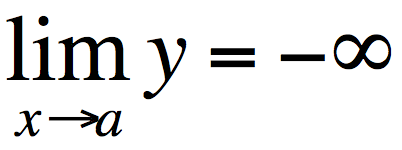 lim y = −∞
x→a